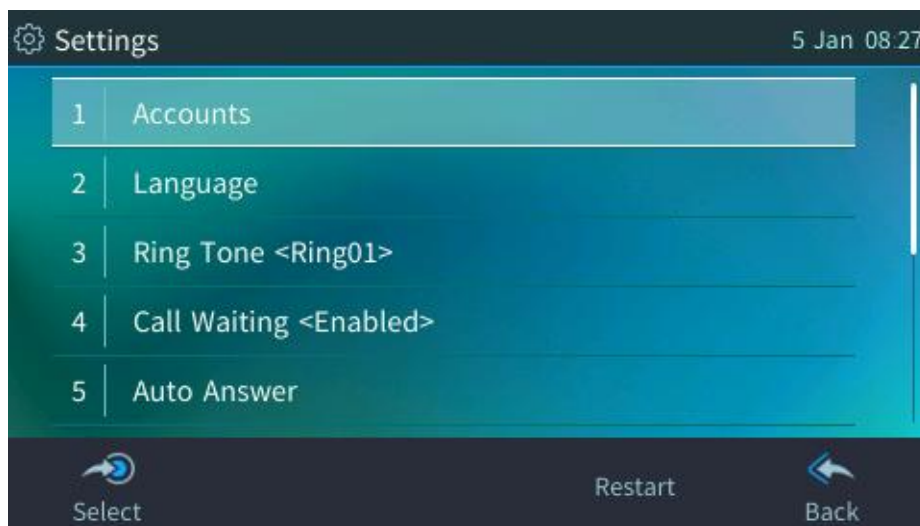 Settings
5 Jan 08:27
1 Accounts
2 Language
3 Ring Tone <Ring01>
4 Call Waiting <Enabled>
5 Auto Answer
Select
Restart
Back